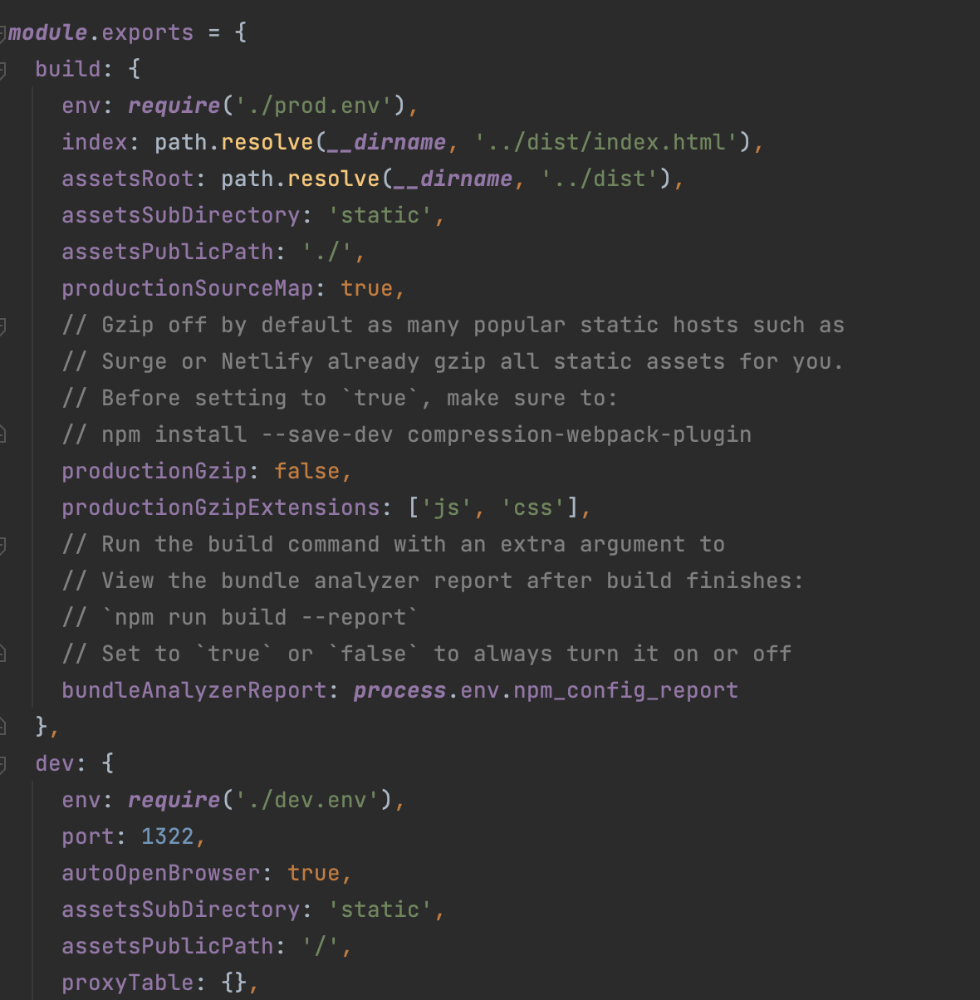 module.exports = {
  build: {
    env: require('./prod.env'),
    index: path.resolve(__dirname, '../dist/index.html'),
    assetsRoot: path.resolve(__dirname, '../dist'),
    assetsSubDirectory: 'static',
    assetsPublicPath: './',
    productionSourceMap: true,
    // Gzip off by default as many popular static hosts such as
    // Surge or Netlify already gzip all static assets for you.
    // Before setting to `true`, make sure to:
    // npm install --save-dev compression-webpack-plugin
    productionGzip: false,
    productionGzipExtensions: ['js', 'css'],
    // Run the build command with an extra argument to
    // View the bundle analyzer report after build finishes:
    // `npm run build --report`
    // Set to `true` or `false` to always turn it on or off
    bundleAnalyzerReport: process.env.npm_config_report
  },
  dev: {
    env: require('./dev.env'),
    port: 1322,
    autoOpenBrowser: true,
    assetsSubDirectory: 'static',
    assetsPublicPath: '/',
    proxyTable: {},